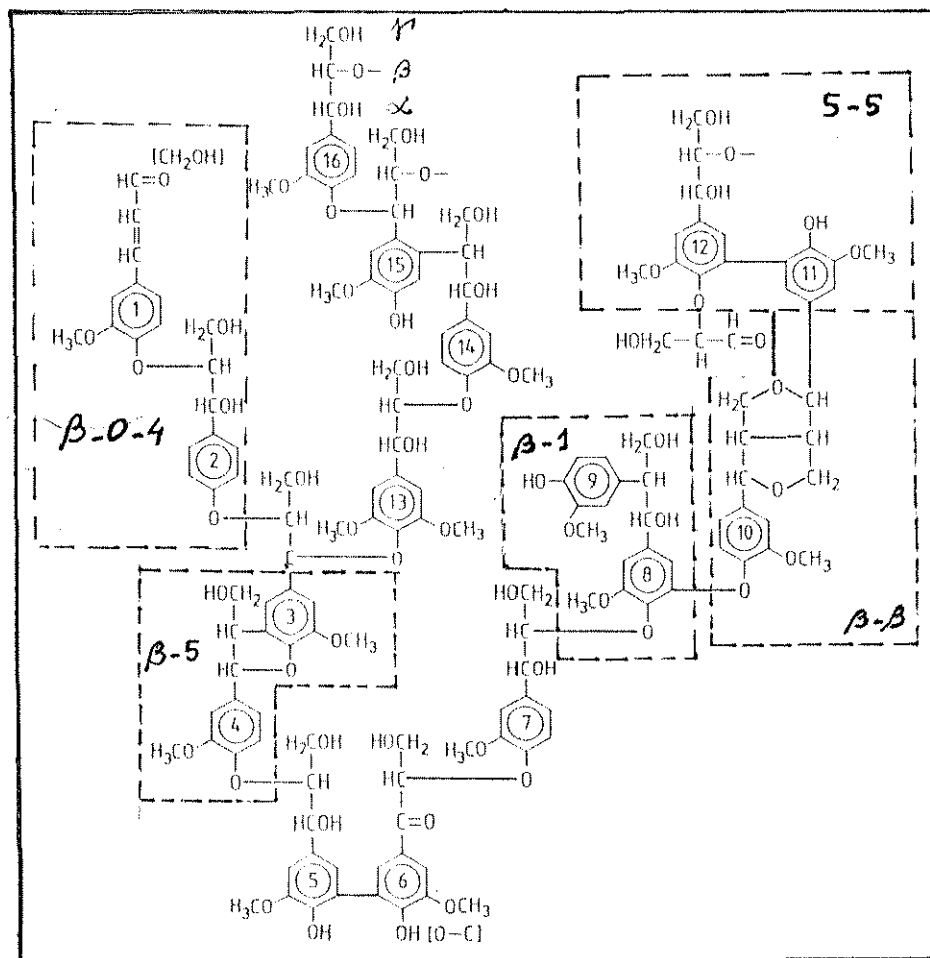 H₂COH γ
HC-O- β
HCOH α
5-5
16
H₃CO
O
H₂COH
HC-O-
CH
15
H₃CO
OH
H₂COH
CH
HCOH
14
OCH₃
O
[CH₂OH]
HC=O
HC
HC
1
H₃CO
O
H₂COH
CH
HCOH
β-O-4
2
O
H₂COH
CH
C
H₂COH
HC
HCOH
13
H₃CO
OCH₃
O
H₂COH
HC-O-
HCOH
12
H₃CO
O
OH
11
OCH₃
HOH₂C-C-C=O
H
H
O
H₂C
CH
HC
CH
HC
O
CH₂
10
OCH₃
O
β-β
β-1
HO
9
OCH₃
H₂COH
CH
HCOH
8
H₃CO
O
β-5
HOCH₂
HC
HC
3
OCH₃
O
4
H₃CO
O
HOCH₂
HC
HCOH
7
H₃CO
O
H₂COH
CH
HCOH
5
H₃CO
OH
HOCH₂
HC
C=O
6
OCH₃
OH[O-C]